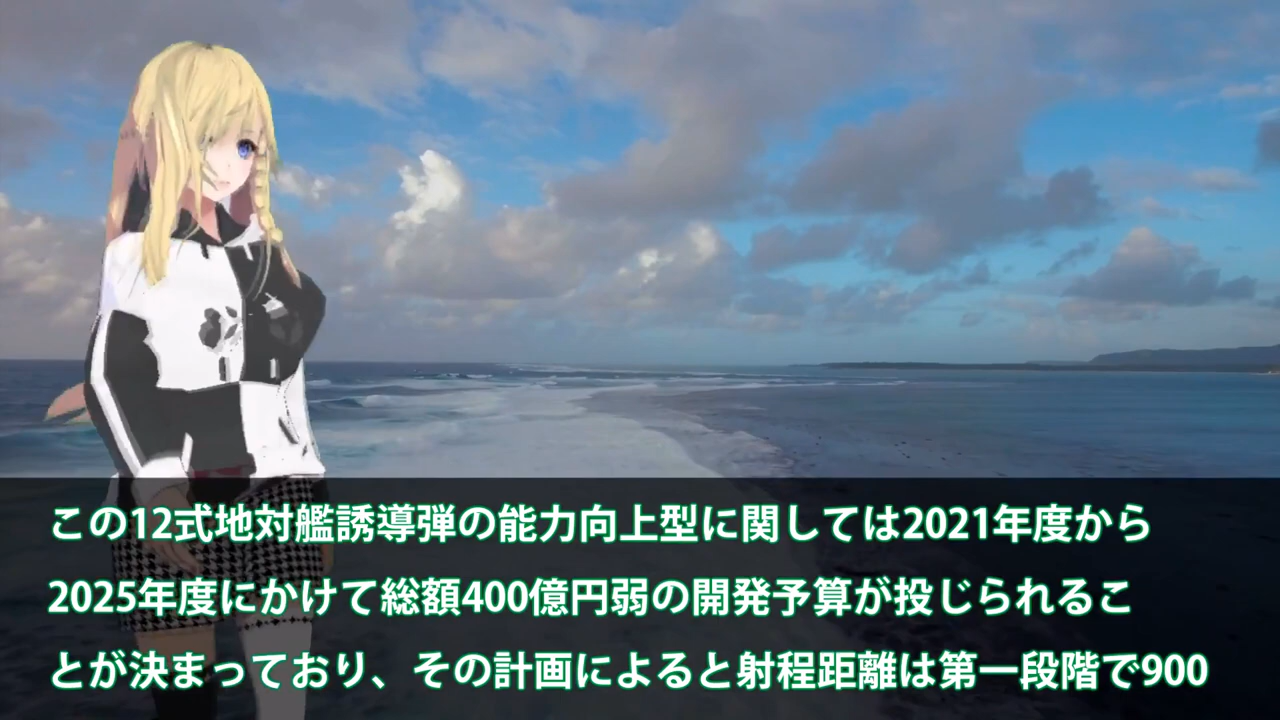 この12式地対艦誘導弾の能力向上型に関しては2021年度から
2025年度にかけて総額400億円弱の開発予算が投じられるこ
とが決まっており、その計画によると射程距離は第一段階で900